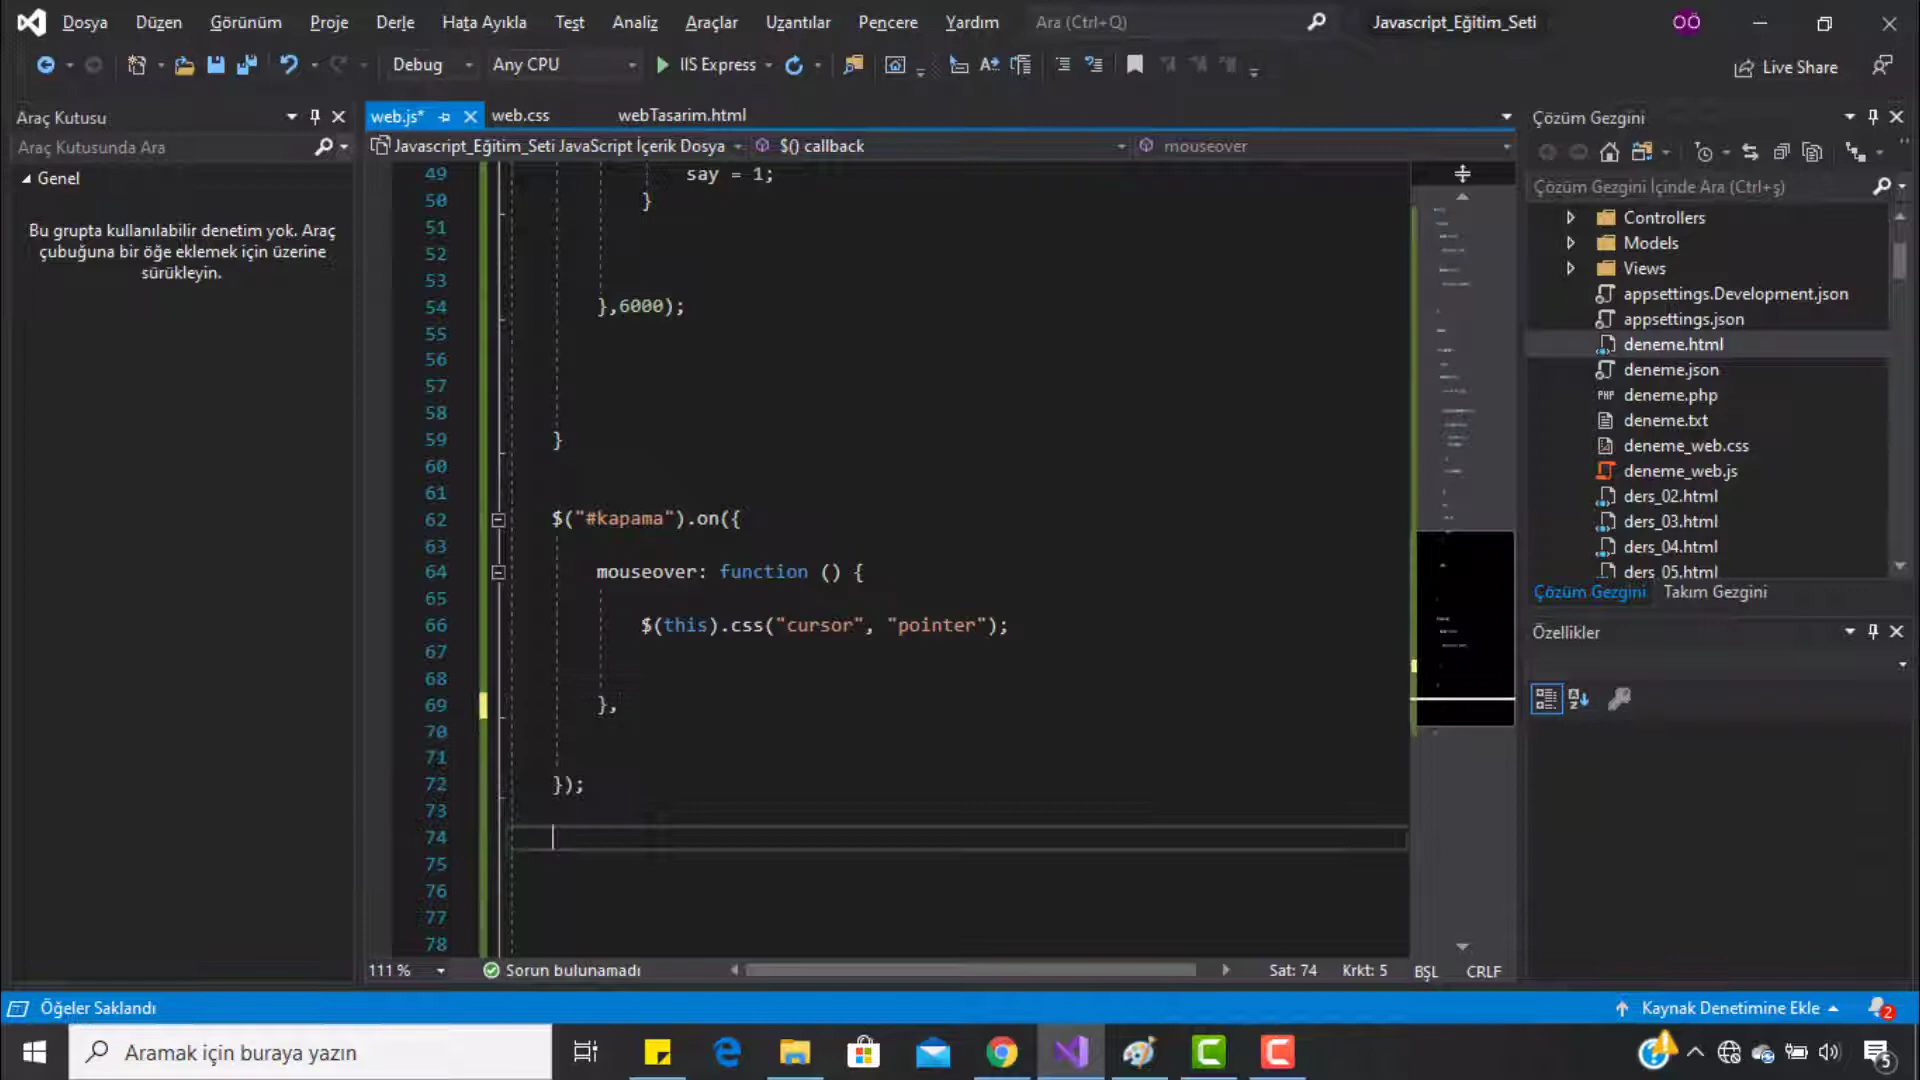 Dosya Düzen Görünüm Proje Derle Hata Ayıkla Test Analiz Araçlar Uzantılar Pencere Yardım Ara (Ctrl+Q) Javascript_Eğitim_Seti OÖ
Debug Any CPU IIS Express Live Share
Araç Kutusu
Araç Kutusunda Ara
Genel
Bu grupta kullanılabilir denetim yok. Araç
çubuğuna bir öğe eklemek için üzerine
sürükleyin.
web.js* web.css webTasarim.html
Javascript_Eğitim_Seti JavaScript İçerik Dosya $() callback mouseover
49 say = 1;
50 }
51
52
53
54 },6000);
55
56
57
58
59 }
60
61
62 $("#kapama").on({
63
64 mouseover: function () {
65
66 $(this).css("cursor", "pointer");
67
68
69 },
70
71
72 });
73
74
75
76
77
78
111 % Sorun bulunamadı Sat: 74 Krkt: 5 BŞL CRLF
Çözüm Gezgini
Çözüm Gezgini İçinde Ara (Ctrl+ş)
Controllers
Models
Views
appsettings.Development.json
appsettings.json
deneme.html
deneme.json
PHP deneme.php
deneme.txt
deneme_web.css
deneme_web.js
ders_02.html
ders_03.html
ders_04.html
ders_05.html
Çözüm Gezgini Takım Gezgini
Özellikler
Öğeler Saklandı Kaynak Denetimine Ekle 2
Aramak için buraya yazın 5